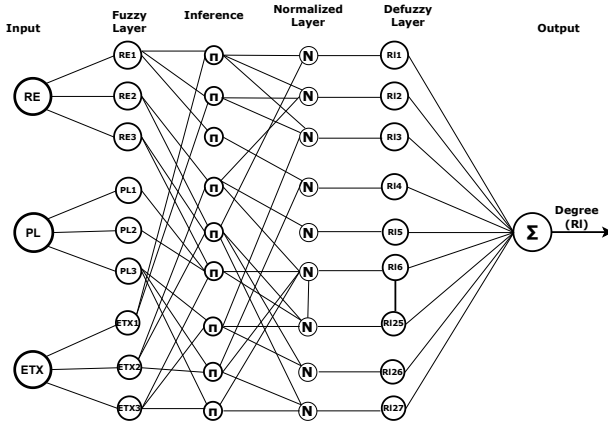 Input
Fuzzy
Layer
Inference
Normalized
Layer
Defuzzy
Layer
Output
RE1
п
N
RI1
RE
RE2
п
N
RI2
RE3
п
N
RI3
PL1
п
N
RI4
PL
PL2
п
N
RI5
Σ
Degree
(RI)
PL3
п
N
RI6
ETX1
п
N
RI25
ETX
ETX2
п
N
RI26
ETX3
п
N
RI27